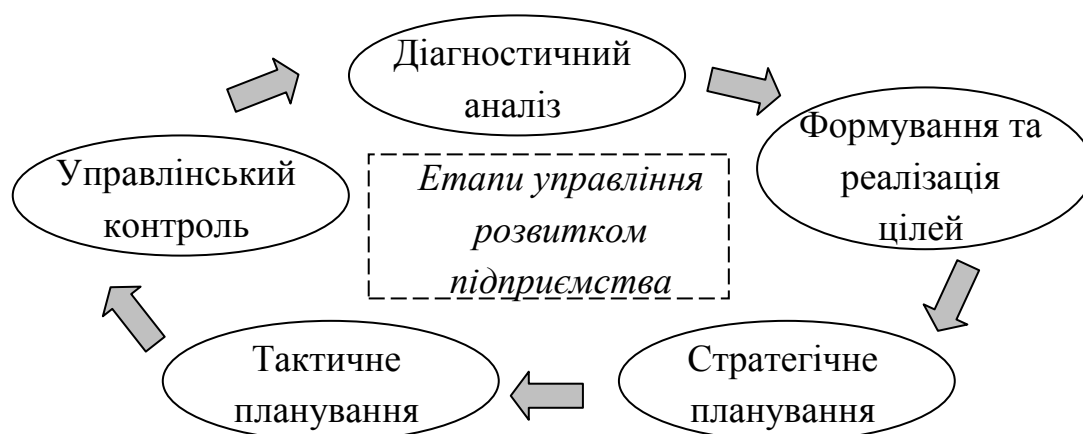 Діагностичний
аналіз
Формування та
реалізація
цілей
Управлінський
контроль
Етапи управління
розвитком
підприємства
Тактичне
планування
Стратегічне
планування